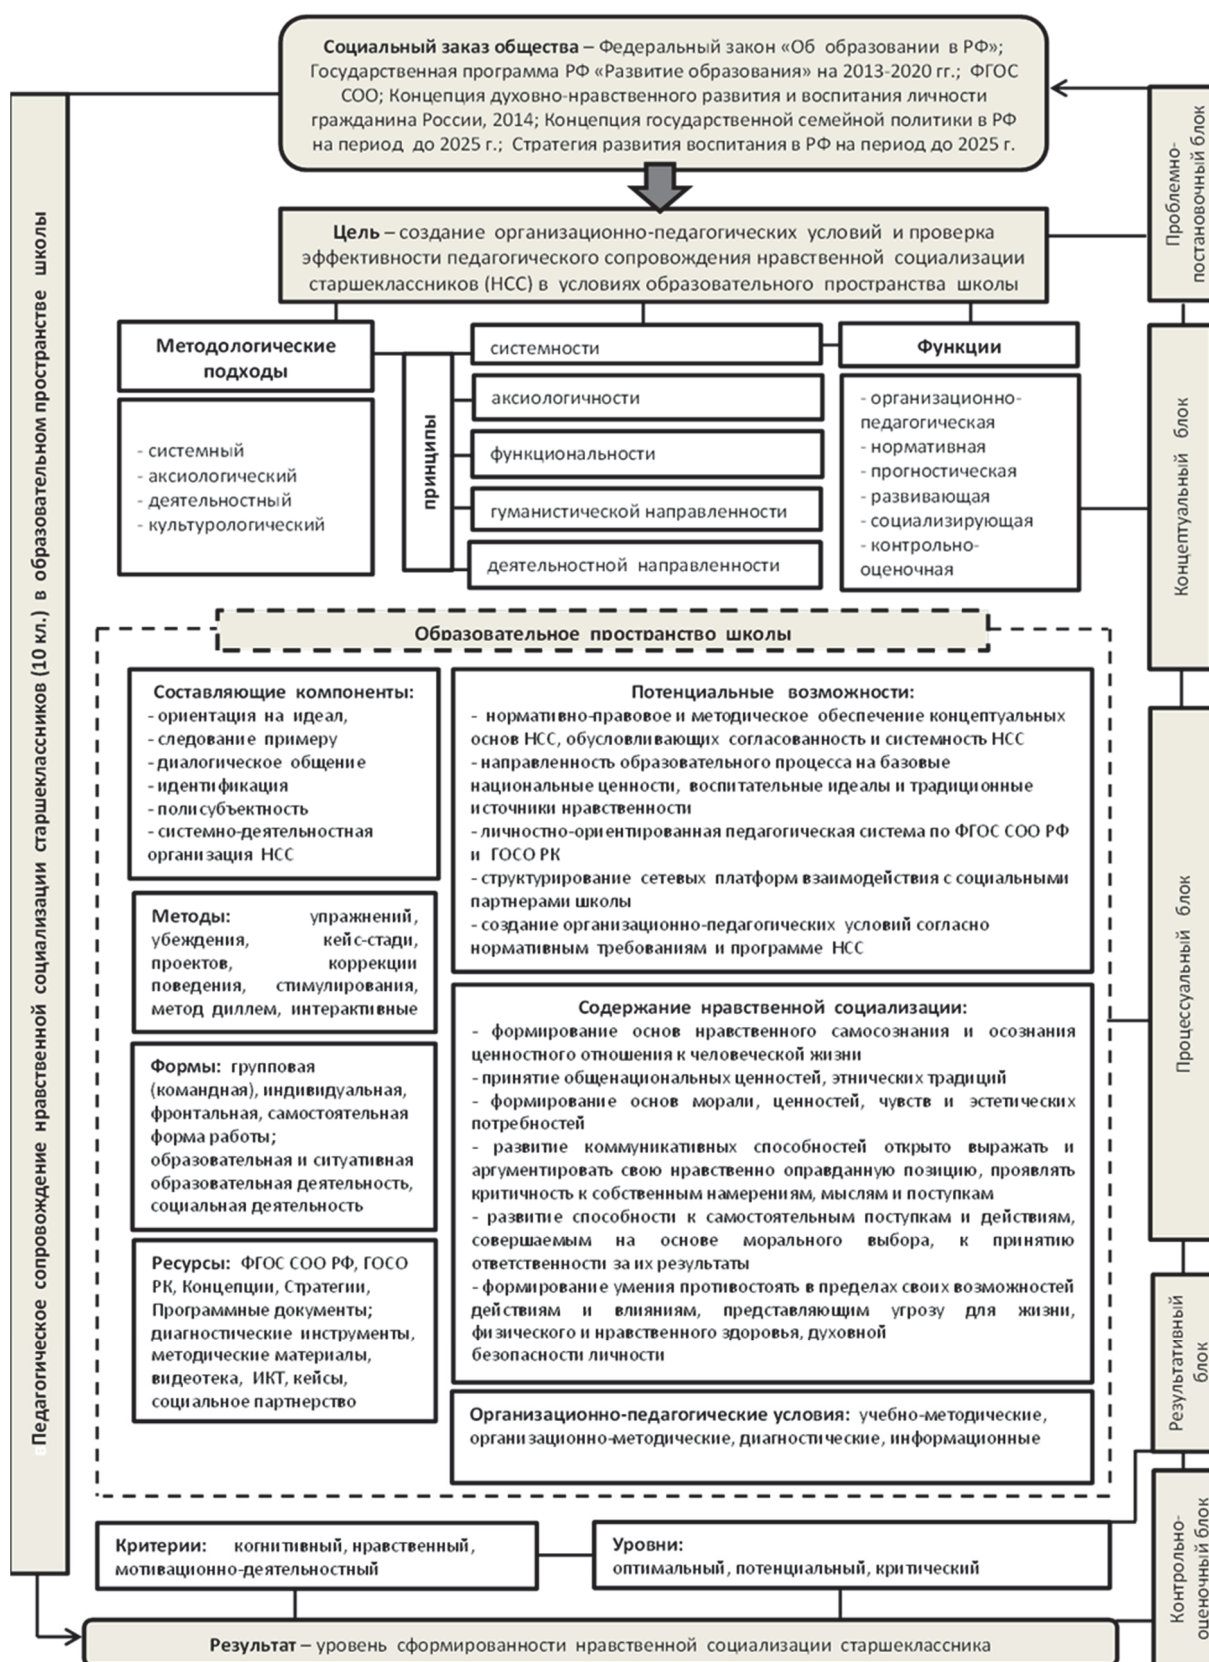 Социальный заказ общества – Федеральный закон «Об образовании в РФ»;
Государственная программа РФ «Развитие образования» на 2013-2020 гг.; ФГОС
СОО; Концепция духовно-нравственного развития и воспитания личности
гражданина России, 2014; Концепция государственной семейной политики в РФ
на период до 2025 г.; Стратегия развития воспитания в РФ на период до 2025 г.
Цель – создание организационно-педагогических условий и проверка
эффективности педагогического сопровождения нравственной социализации
старшеклассников (НСС) в условиях образовательного пространства школы
Методологические
подходы
- системный
- аксиологический
- деятельностный
- культурологический
принципы
системности
аксиологичности
функциональности
гуманистической направленности
деятельностной направленности
Функции
- организационно-
педагогическая
- нормативная
- прогностическая
- развивающая
- социализирующая
- контрольно-
оценочная
Образовательное пространство школы
Составляющие компоненты:
- ориентация на идеал,
- следование примеру
- диалогическое общение
- идентификация
- полисубъектность
- системно-деятельностная
организация НСС
Методы: упражнений,
убеждения, кейс-стади,
проектов, коррекции
поведения, стимулирования,
метод диллем, интерактивные
Формы: групповая
(командная), индивидуальная,
фронтальная, самостоятельная
форма работы;
образовательная и ситуативная
образовательная деятельность,
социальная деятельность
Ресурсы: ФГОС СОО РФ, ГОСО
РК, Концепции, Стратегии,
Программные документы;
диагностические инструменты,
методические материалы,
видеотека, ИКТ, кейсы,
социальное партнерство
Потенциальные возможности:
- нормативно-правовое и методическое обеспечение концептуальных
основ НСС, обусловливающих согласованность и системность НСС
- направленность образовательного процесса на базовые
национальные ценности, воспитательные идеалы и традиционные
источники нравственности
- личностно-ориентированная педагогическая система по ФГОС СОО РФ
и ГОСО РК
- структурирование сетевых платформ взаимодействия с социальными
партнерами школы
- создание организационно-педагогических условий согласно
нормативным требованиям и программе НСС
Содержание нравственной социализации:
- формирование основ нравственного самосознания и осознания
ценностного отношения к человеческой жизни
- принятие общенациональных ценностей, этнических традиций
- формирование основ морали, ценностей, чувств и эстетических
потребностей
- развитие коммуникативных способностей открыто выражать и
аргументировать свою нравственно оправданную позицию, проявлять
критичность к собственным намерениям, мыслям и поступкам
- развитие способности к самостоятельным поступкам и действиям,
совершаемым на основе морального выбора, к принятию
ответственности за их результаты
- формирование умения противостоять в пределах своих возможностей
действиям и влияниям, представляющим угрозу для жизни,
физического и нравственного здоровья, духовной
безопасности личности
Организационно-педагогические условия: учебно-методические,
организационно-методические, диагностические, информационные
Критерии: когнитивный, нравственный,
мотивационно-деятельностный
Уровни:
оптимальный, потенциальный, критический
Результат – уровень сформированности нравственной социализации старшеклассника
Педагогическое сопровождение нравственной социализации старшеклассников (10 кл.) в образовательном пространстве школы
Проблемно-
постановочный блок
Концептуальный блок
Процессуальный блок
Результативный
блок
Контрольно-
оценочный блок